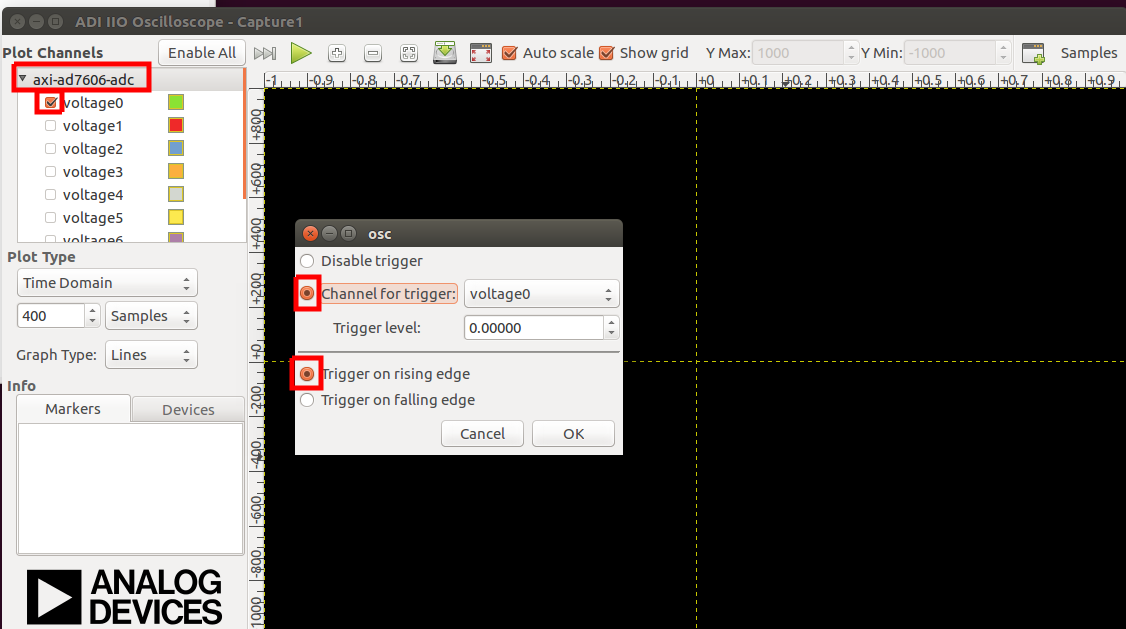 ADI IIO Oscilloscope - Capture1
Plot Channels Enable All Auto scale Show grid Y Max: 1000 Y Min: -1000 Samples
axi-ad7606-adc
-1 -0.9 -0.8 -0.7 -0.6 -0.5 -0.4 -0.3 -0.2 -0.1 +0 +0.1 +0.2 +0.3 +0.4 +0.5 +0.6 +0.7 +0.8 +0.9
voltage0
voltage1
voltage2
voltage3
voltage4
voltage5
voltage6
+800
+600
+400
+200
+0
-200
-400
-600
-800
1000
Plot Type
Time Domain
400 Samples
Graph Type: Lines
Info
Markers Devices
osc
Disable trigger
Channel for trigger: voltage0
Trigger level: 0.00000
Trigger on rising edge
Trigger on falling edge
Cancel OK
ANALOG
DEVICES